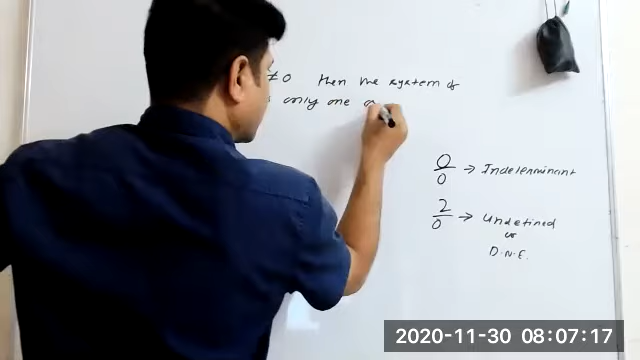 ≠ 0 then the system of
only one
0/0 → Indeterminant
2/0 → undefined
or
D.N.E.
2020-11-30 08:07:17